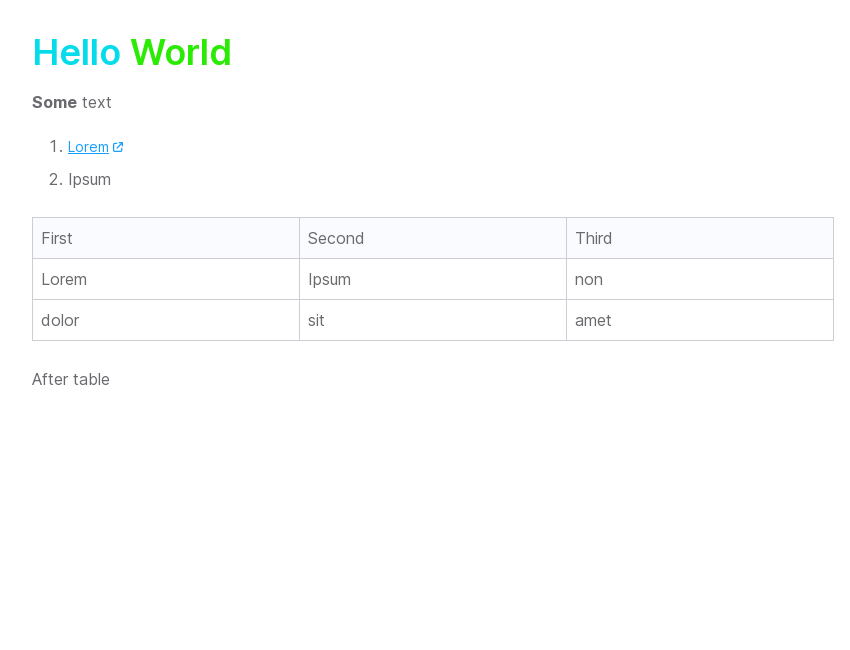 Hello World
Some text
1. Lorem
2. Ipsum
First Second Third
Lorem Ipsum non
dolor sit amet
After table